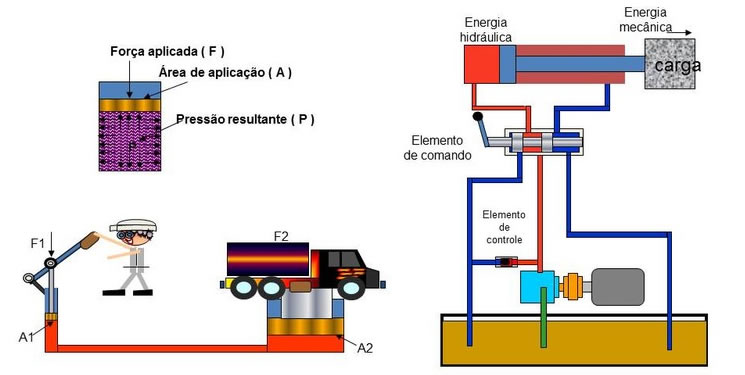 Força aplicada ( F )
Área de aplicação ( A )
Pressão resultante ( P )
P
F1
A1
F2
A2
Energia
hidráulica
Energia
mecânica
carga
Elemento
de comando
Elemento
de
controle